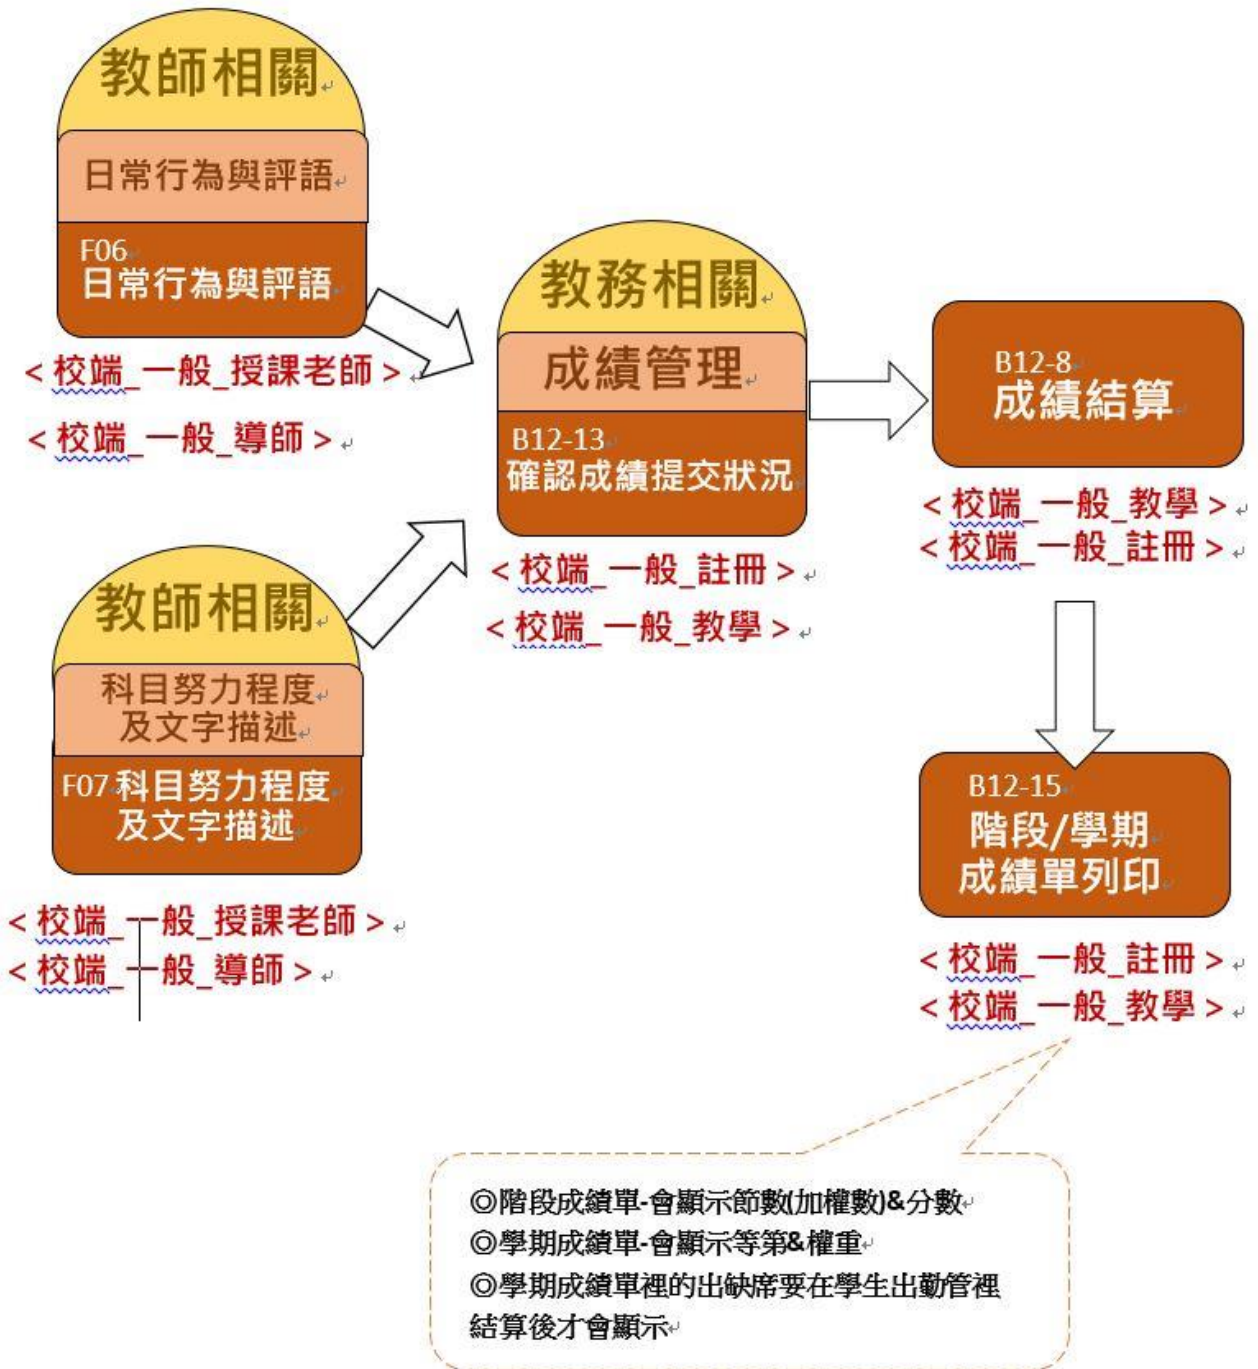 教師相關
日常行為與評語
F06
日常行為與評語
<校端_一般_授課老師>
<校端_一般_導師>
教師相關
科目努力程度
及文字描述
F07 科目努力程度
及文字描述
<校端_一般_授課老師>
<校端_一般_導師>
教務相關
成績管理
B12-13
確認成績提交狀況
<校端_一般_註冊>
<校端_一般_教學>
B12-8
成績結算
<校端_一般_教學>
<校端_一般_註冊>
B12-15
階段/學期
成績單列印
<校端_一般_註冊>
<校端_一般_教學>
◎階段成績單-會顯示節數(加權數)&分數
◎學期成績單-會顯示等第&權重
◎學期成績單裡的出缺席要在學生出勤管裡
結算後才會顯示